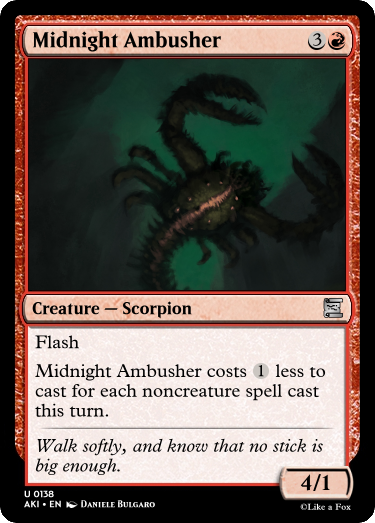 Midnight Ambusher 3
Creature — Scorpion
Flash
Midnight Ambusher costs 1 less to
cast for each noncreature spell cast
this turn.
Walk softly, and know that no stick is
big enough.
4/1
U 0138
AKI • EN Daniele Bulgaro
©Like a Fox